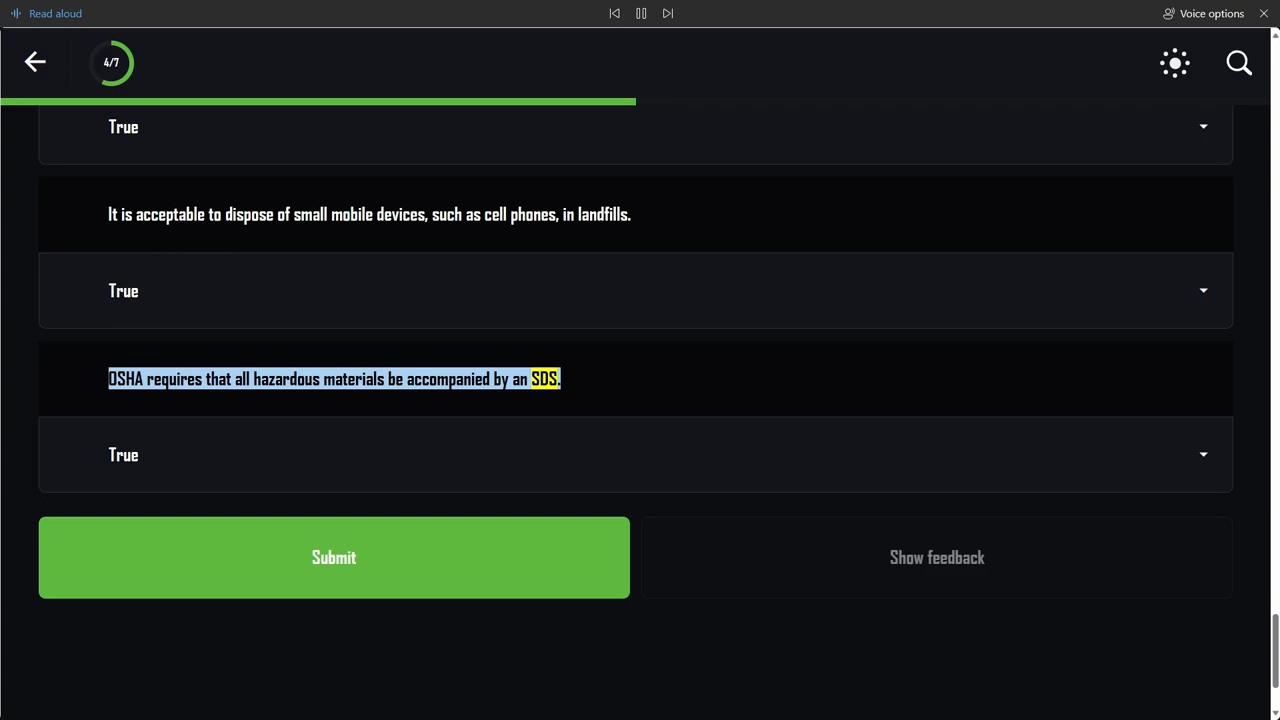 Read aloud
Voice options
4/7
True
It is acceptable to dispose of small mobile devices, such as cell phones, in landfills.
True
OSHA requires that all hazardous materials be accompanied by an SDS.
True
Submit
Show feedback